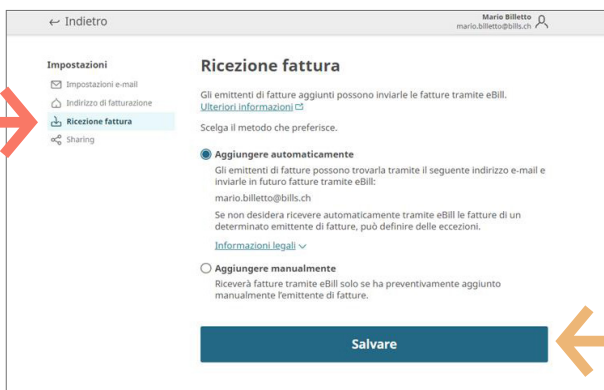 Indietro
Mario Billetto
mario.billetto@bills.ch
Impostazioni
Impostazioni e-mail
Indirizzo di fatturazione
Ricezione fattura
Sharing
Ricezione fattura
Gli emittenti di fatture aggiunti possono inviarle le fatture tramite eBill.
Ulteriori informazioni
Scelga il metodo che preferisce.
Aggiungere automaticamente
Gli emittenti di fatture possono trovarla tramite il seguente indirizzo e-mail e
inviarle in futuro fatture tramite eBill:
mario.billetto@bills.ch
Se non desidera ricevere automaticamente tramite eBill le fatture di un
determinato emittente di fatture, può definire delle eccezioni.
Informazioni legali
Aggiungere manualmente
Riceverà fatture tramite eBill solo se ha preventivamente aggiunto
manualmente l'emittente di fatture.
Salvare